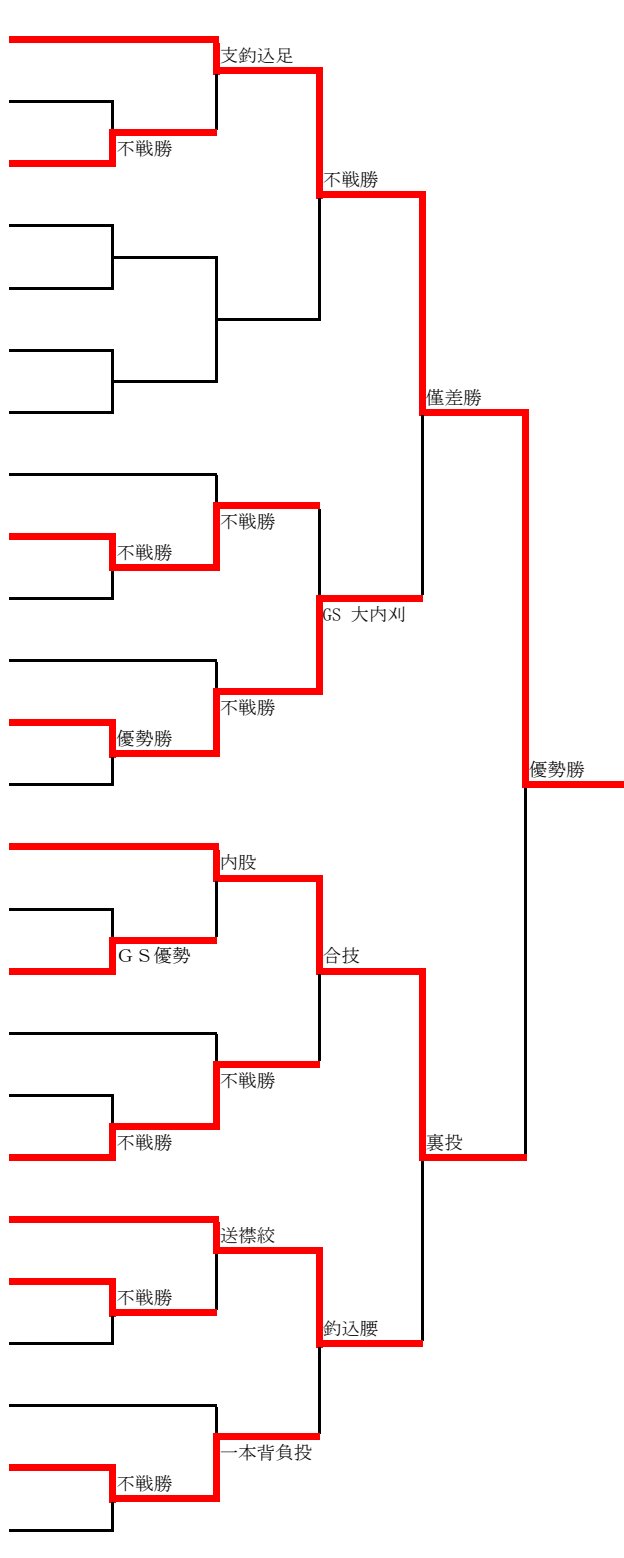 支釣込足
不戦勝
不戦勝
僅差勝
不戦勝
不戦勝
GS 大内刈
不戦勝
優勢勝
優勢勝
内股
ＧＳ優勢
合技
不戦勝
不戦勝
裏投
送襟絞
不戦勝
釣込腰
一本背負投
不戦勝